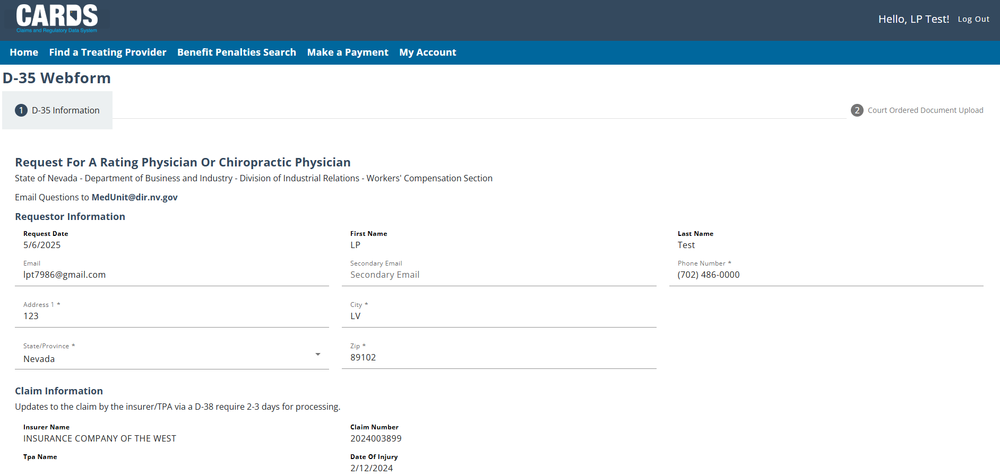 CARDS
Claims and Regulatory Data System
Hello, LP Test! Log Out
Home Find a Treating Provider Benefit Penalties Search Make a Payment My Account
D-35 Webform
1 D-35 Information
2 Court Ordered Document Upload
Request For A Rating Physician Or Chiropractic Physician
State of Nevada - Department of Business and Industry - Division of Industrial Relations - Workers' Compensation Section
Email Questions to MedUnit@dir.nv.gov
Requestor Information
Request Date First Name Last Name
5/6/2025 LP Test
Email Secondary Email Phone Number *
lpt7986@gmail.com Secondary Email (702) 486-0000
Address 1 * City *
123 LV
State/Province * Zip *
Nevada 89102
Claim Information
Updates to the claim by the insurer/TPA via a D-38 require 2-3 days for processing.
Insurer Name Claim Number
INSURANCE COMPANY OF THE WEST 2024003899
Tpa Name Date Of Injury
2/12/2024